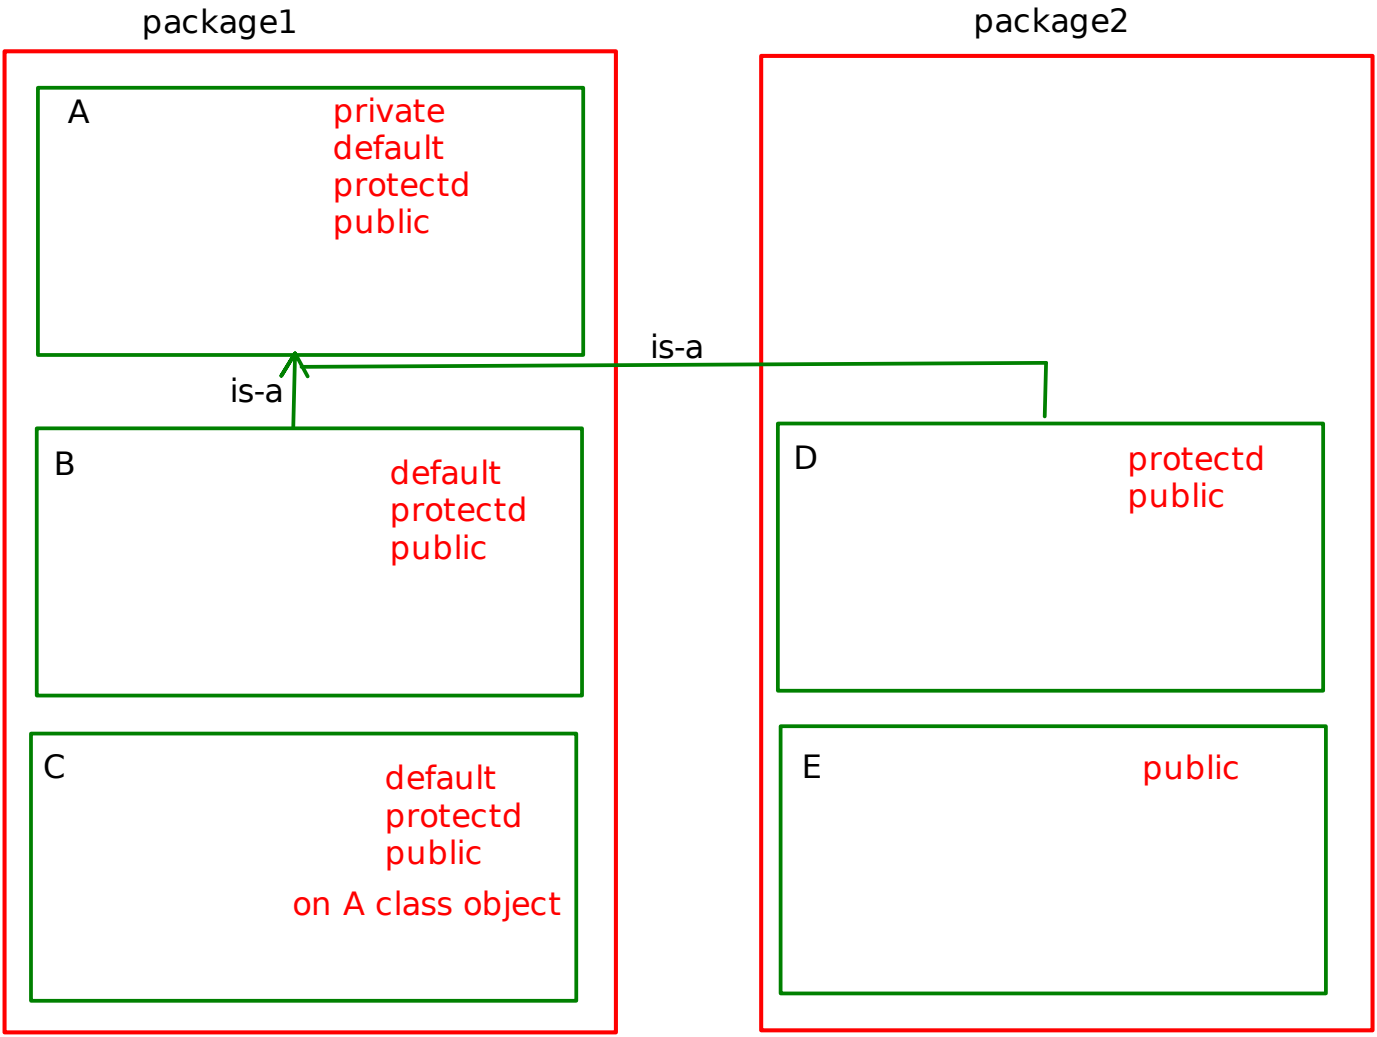 package1
package2
A
private
default
protectd
public
is-a
is-a
B
default
protectd
public
D
protectd
public
C
default
protectd
public
on A class object
E
public